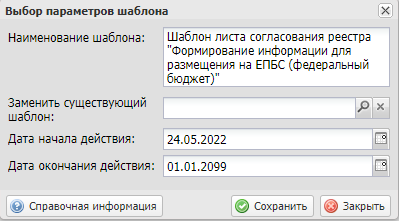 Выбор параметров шаблона
Наименование шаблона:
Шаблон листа согласования реестра
"Формирование информации для
размещения на ЕПБС (федеральный
бюджет)"
Заменить существующий
шаблон:
Дата начала действия:
24.05.2022
Дата окончания действия:
01.01.2099
Справочная информация
Сохранить
Закрыть